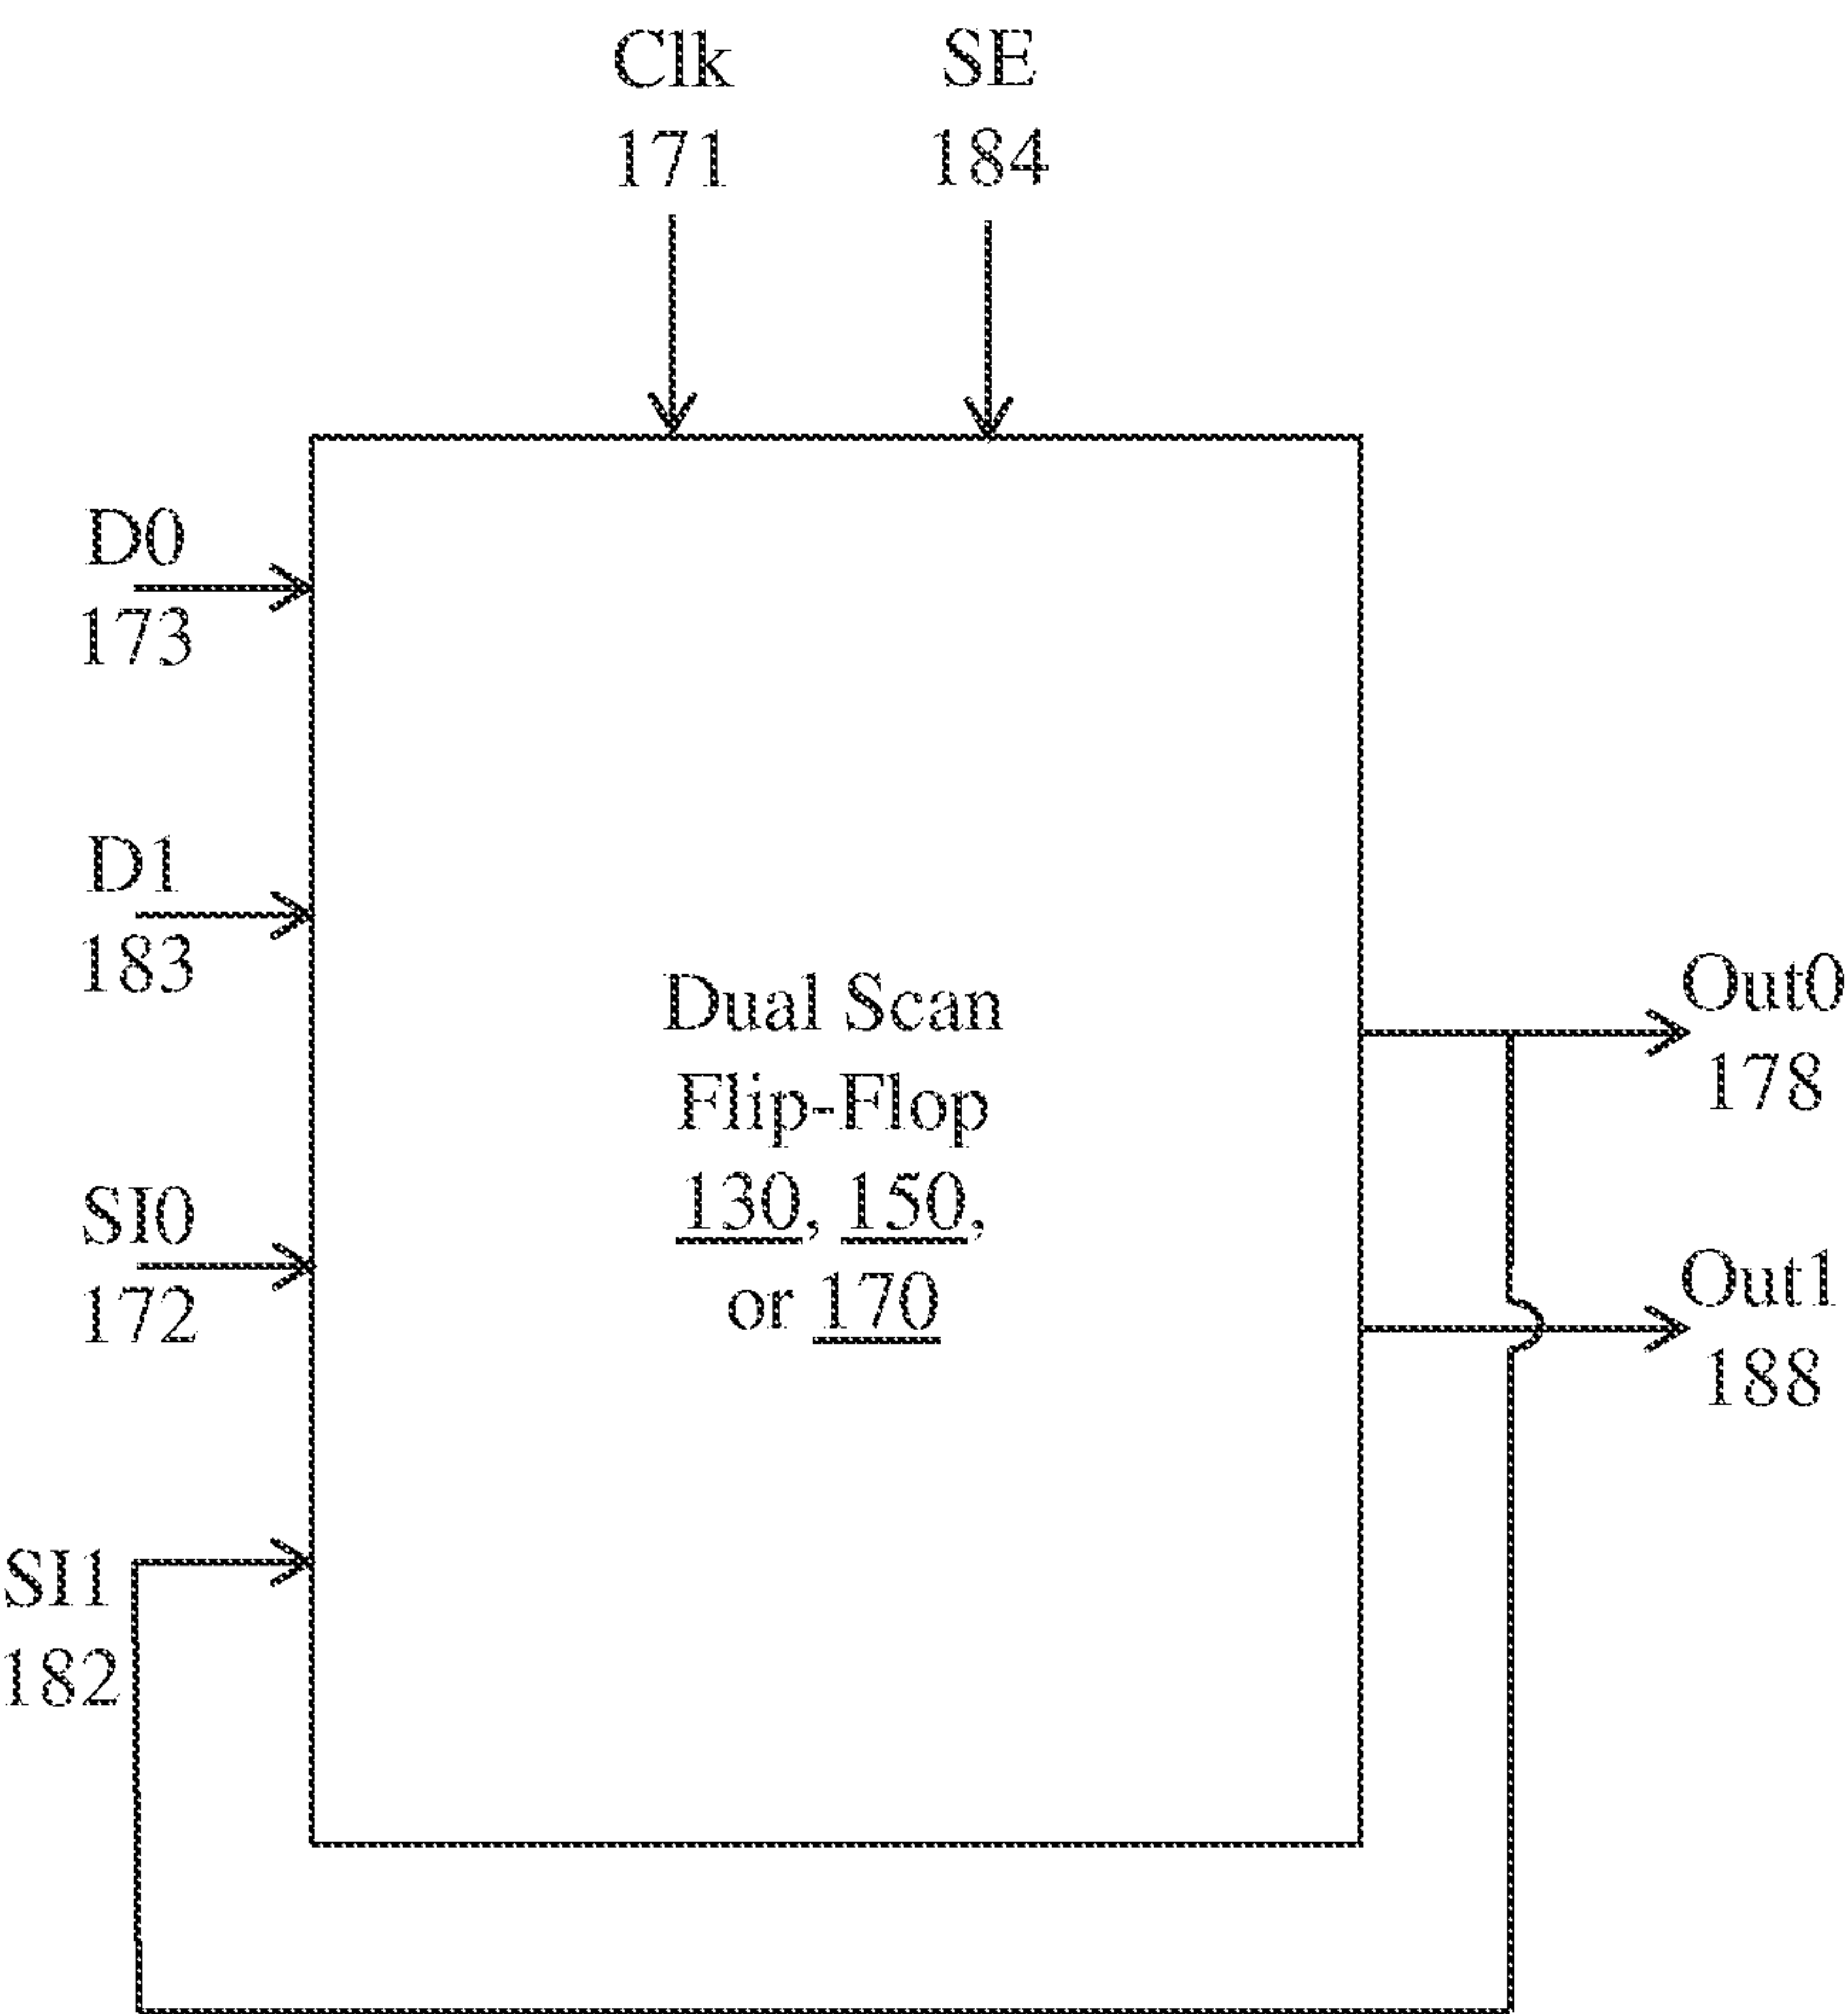 Clk
171
SE
184
D0
173
D1
183
SI0
172
SI1
182
Dual Scan
Flip-Flop
130, 150,
or 170
Out0
178
Out1
188